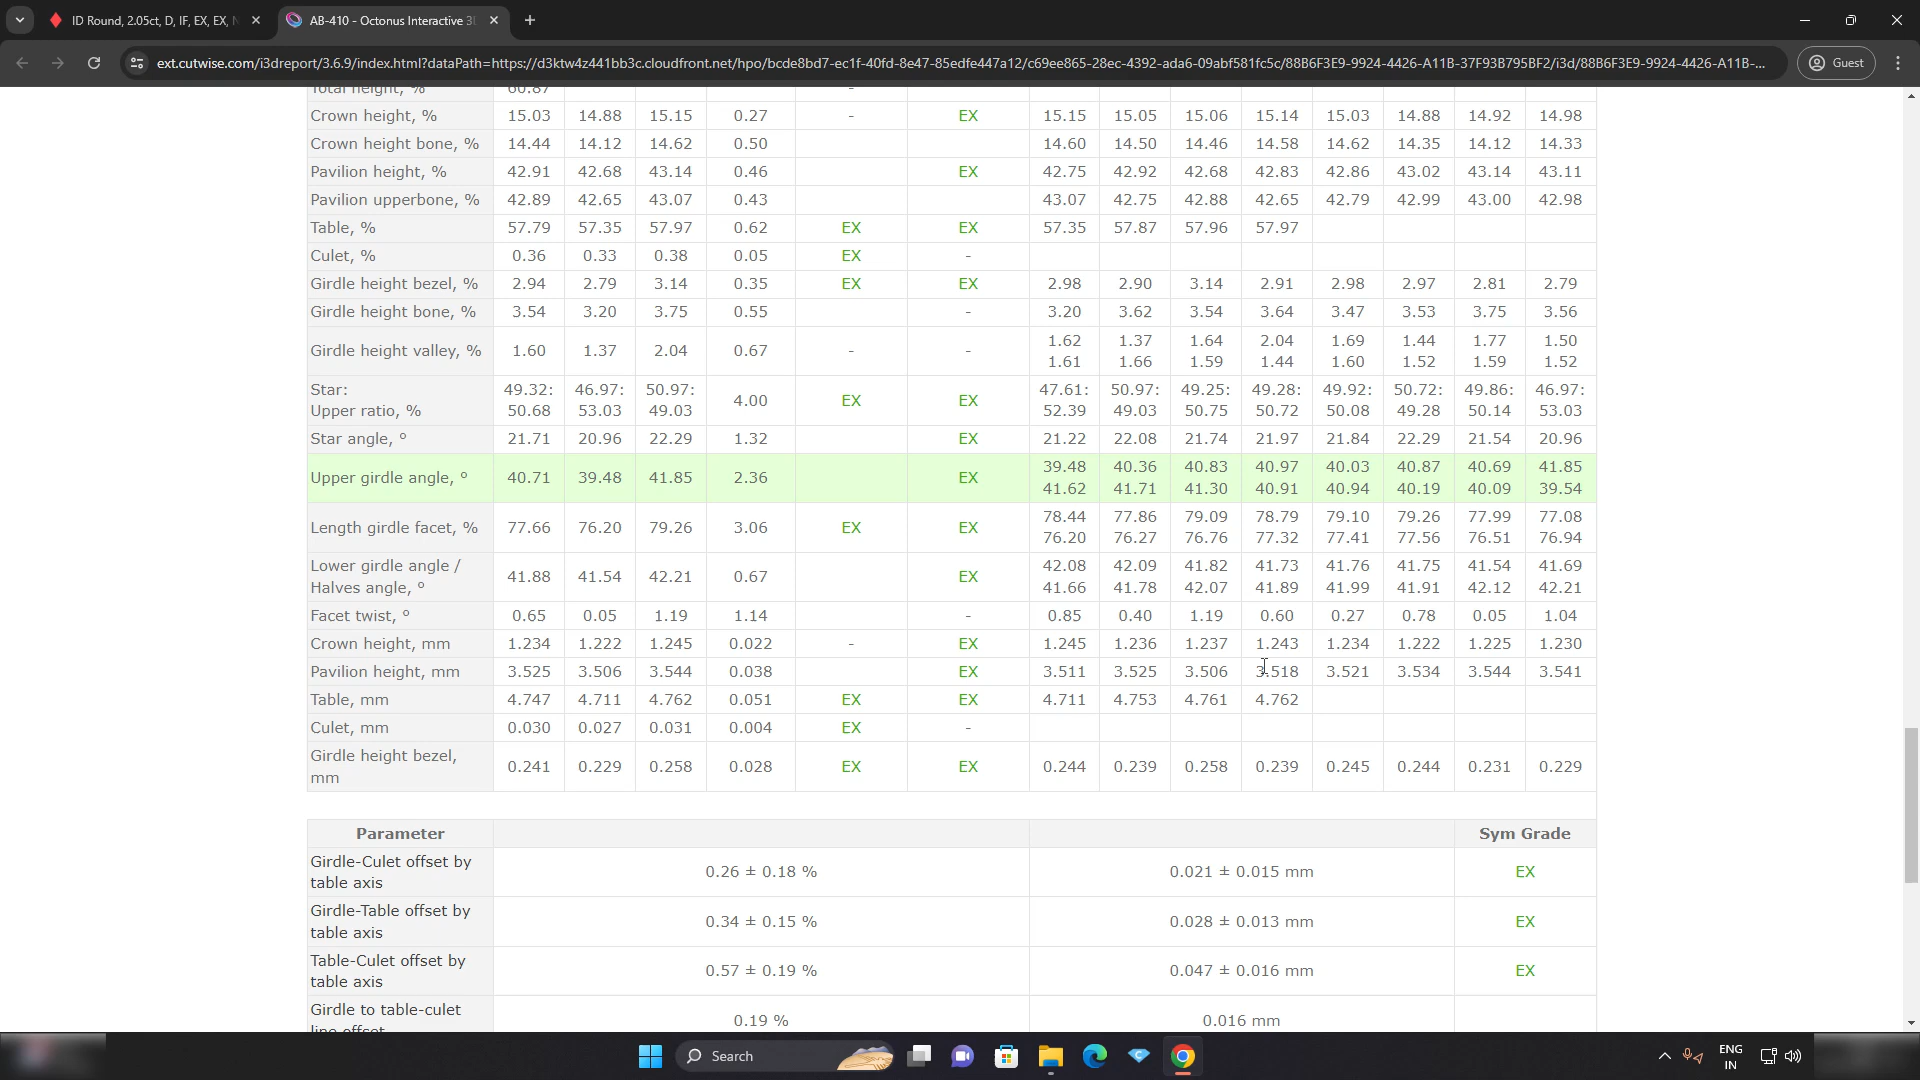 ID Round, 2.05ct, D, IF, EX, EX,
AB-410 - Octonus Interactive 3
ext.cutwise.com/i3dreport/3.6.9/index.html?dataPath=https://d3ktw4z441bb3c.cloudfront.net/hpo/bcde8bd7-ec1f-40fd-8e47-85edfe447a12/c69ee865-28ec-4392-ada6-09abf581fc5c/88B6F3E9-9924-4426-A11B-37F93B795BF2/i3d/88B6F3E9-9924-4426-A11B-...
Guest
Total height, % 60.87 -
Crown height, % 15.03 14.88 15.15 0.27 - EX 15.15 15.05 15.06 15.14 15.03 14.88 14.92 14.98
Crown height bone, % 14.44 14.12 14.62 0.50 14.60 14.50 14.46 14.58 14.62 14.35 14.12 14.33
Pavilion height, % 42.91 42.68 43.14 0.46 EX 42.75 42.92 42.68 42.83 42.86 43.02 43.14 43.11
Pavilion upperbone, % 42.89 42.65 43.07 0.43 43.07 42.75 42.88 42.65 42.79 42.99 43.00 42.98
Table, % 57.79 57.35 57.97 0.62 EX EX 57.35 57.87 57.96 57.97
Culet, % 0.36 0.33 0.38 0.05 EX -
Girdle height bezel, % 2.94 2.79 3.14 0.35 EX EX 2.98 2.90 3.14 2.91 2.98 2.97 2.81 2.79
Girdle height bone, % 3.54 3.20 3.75 0.55 - 3.20 3.62 3.54 3.64 3.47 3.53 3.75 3.56
1.62 1.37 1.64 2.04 1.69 1.44 1.77 1.50
Girdle height valley, % 1.60 1.37 2.04 0.67 - -
1.61 1.66 1.59 1.44 1.60 1.52 1.59 1.52
Star: 49.32: 46.97: 50.97: 47.61: 50.97: 49.25: 49.28: 49.92: 50.72: 49.86: 46.97:
4.00 EX EX
Upper ratio, % 50.68 53.03 49.03 52.39 49.03 50.75 50.72 50.08 49.28 50.14 53.03
Star angle, ° 21.71 20.96 22.29 1.32 EX 21.22 22.08 21.74 21.97 21.84 22.29 21.54 20.96
39.48 40.36 40.83 40.97 40.03 40.87 40.69 41.85
Upper girdle angle, ° 40.71 39.48 41.85 2.36 EX
41.62 41.71 41.30 40.91 40.94 40.19 40.09 39.54
78.44 77.86 79.09 78.79 79.10 79.26 77.99 77.08
Length girdle facet, % 77.66 76.20 79.26 3.06 EX EX
76.20 76.27 76.76 77.32 77.41 77.56 76.51 76.94
Lower girdle angle / 42.08 42.09 41.82 41.73 41.76 41.75 41.54 41.69
41.88 41.54 42.21 0.67 EX
Halves angle, ° 41.66 41.78 42.07 41.89 41.99 41.91 42.12 42.21
Facet twist, ° 0.65 0.05 1.19 1.14 - 0.85 0.40 1.19 0.60 0.27 0.78 0.05 1.04
Crown height, mm 1.234 1.222 1.245 0.022 - EX 1.245 1.236 1.237 1.243 1.234 1.222 1.225 1.230
Pavilion height, mm 3.525 3.506 3.544 0.038 EX 3.511 3.525 3.506 3.518 3.521 3.534 3.544 3.541
Table, mm 4.747 4.711 4.762 0.051 EX EX 4.711 4.753 4.761 4.762
Culet, mm 0.030 0.027 0.031 0.004 EX -
Girdle height bezel,
mm 0.241 0.229 0.258 0.028 EX EX 0.244 0.239 0.258 0.239 0.245 0.244 0.231 0.229
Parameter Sym Grade
Girdle-Culet offset by
table axis 0.26 ± 0.18 % 0.021 ± 0.015 mm EX
Girdle-Table offset by
table axis 0.34 ± 0.15 % 0.028 ± 0.013 mm EX
Table-Culet offset by
table axis 0.57 ± 0.19 % 0.047 ± 0.016 mm EX
Girdle to table-culet
line offset 0.19 % 0.016 mm
Search
ENG
IN